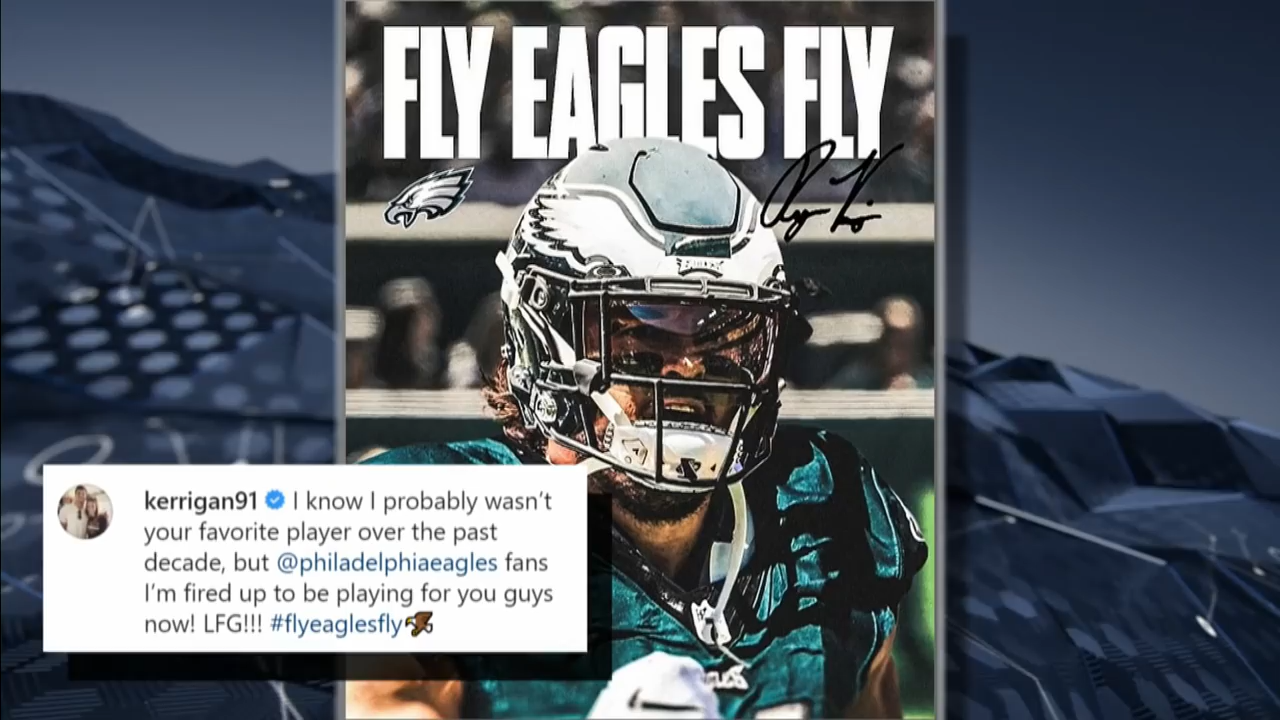 FLY EAGLES FLY
kerrigan91 I know I probably wasn't
your favorite player over the past
decade, but @philadelphiaeagles fans
I'm fired up to be playing for you guys
now! LFG!!! #flyeaglesfly